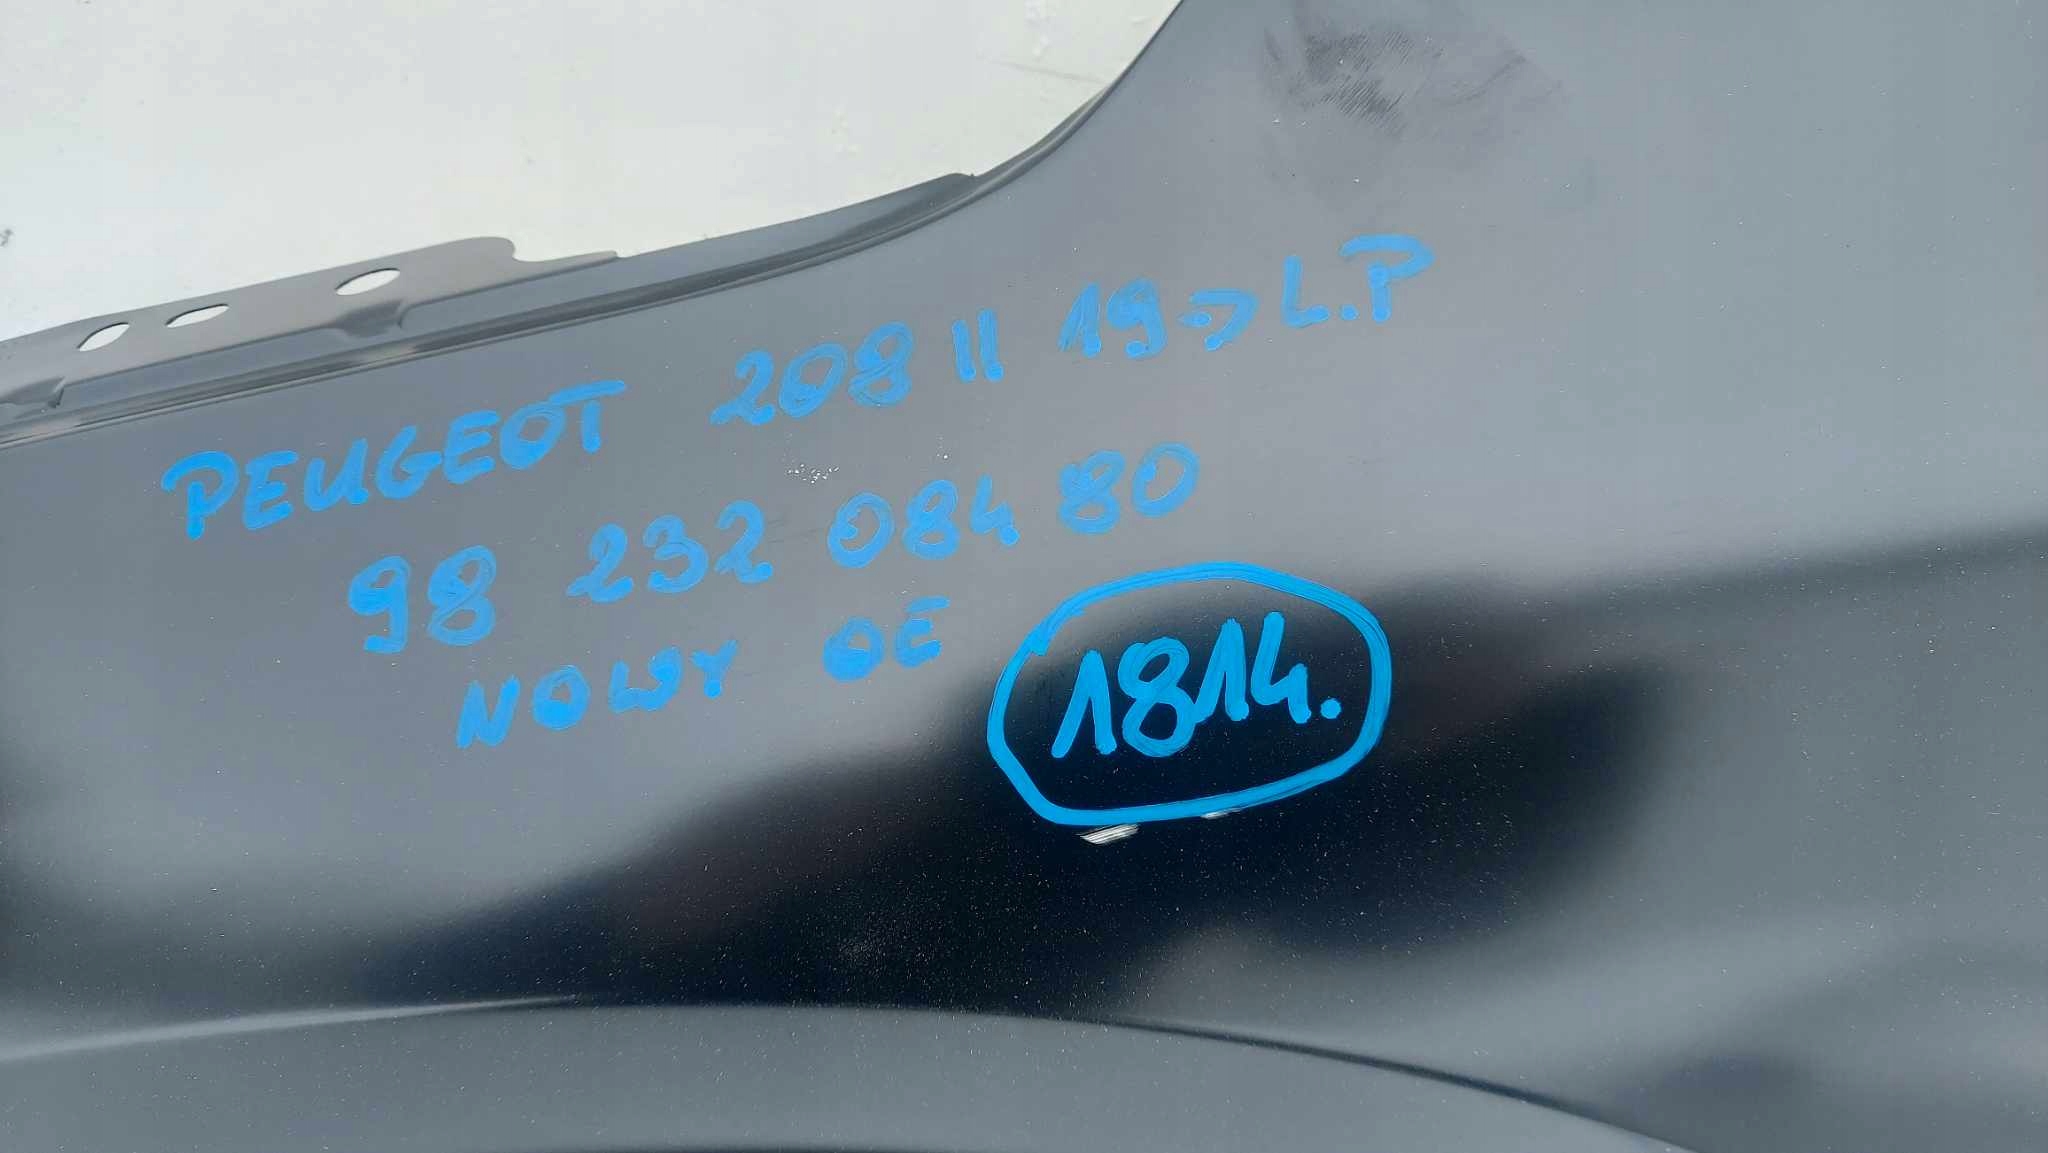 PEUGEOT 208 II 19-> L.P
98 232 084 80
NOWY OE
1814.